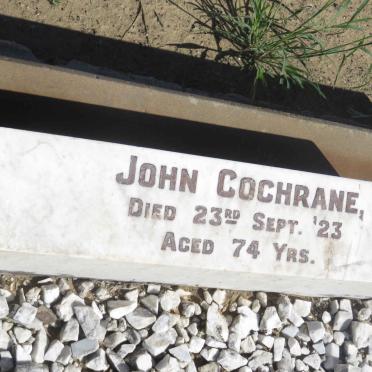 JOHN COCHRANE,
DIED 23RD SEPT. '23
AGED 74 YRS.